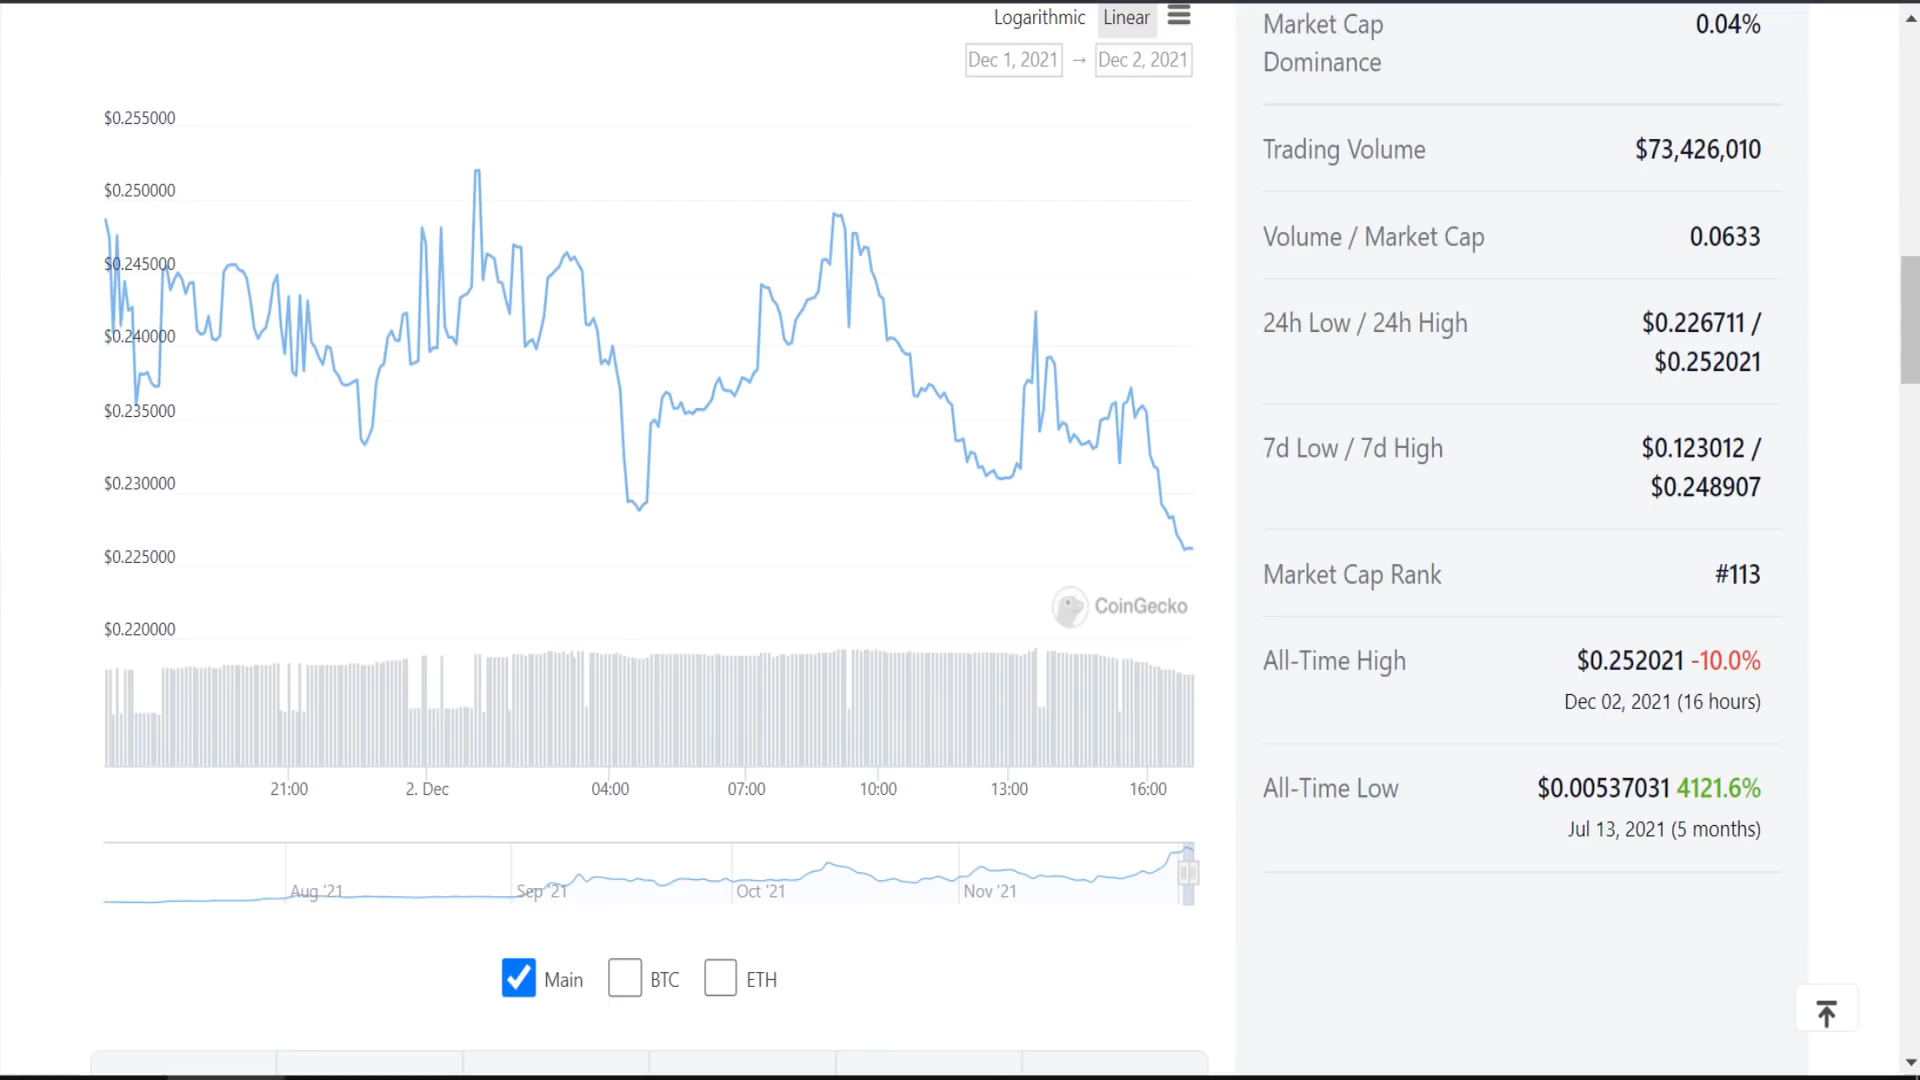 Logarithmic Linear
Dec 1, 2021 → Dec 2, 2021
$0.255000
$0.250000
$0.245000
$0.240000
$0.235000
$0.230000
$0.225000
$0.220000
CoinGecko
21:00 2. Dec 04:00 07:00 10:00 13:00 16:00
Aug '21 Sep '21 Oct '21 Nov '21
Main BTC ETH
Market Cap 0.04%
Dominance
Trading Volume $73,426,010
Volume / Market Cap 0.0633
24h Low / 24h High $0.226711 /
$0.252021
7d Low / 7d High $0.123012 /
$0.248907
Market Cap Rank #113
All-Time High $0.252021 -10.0%
Dec 02, 2021 (16 hours)
All-Time Low $0.00537031 4121.6%
Jul 13, 2021 (5 months)